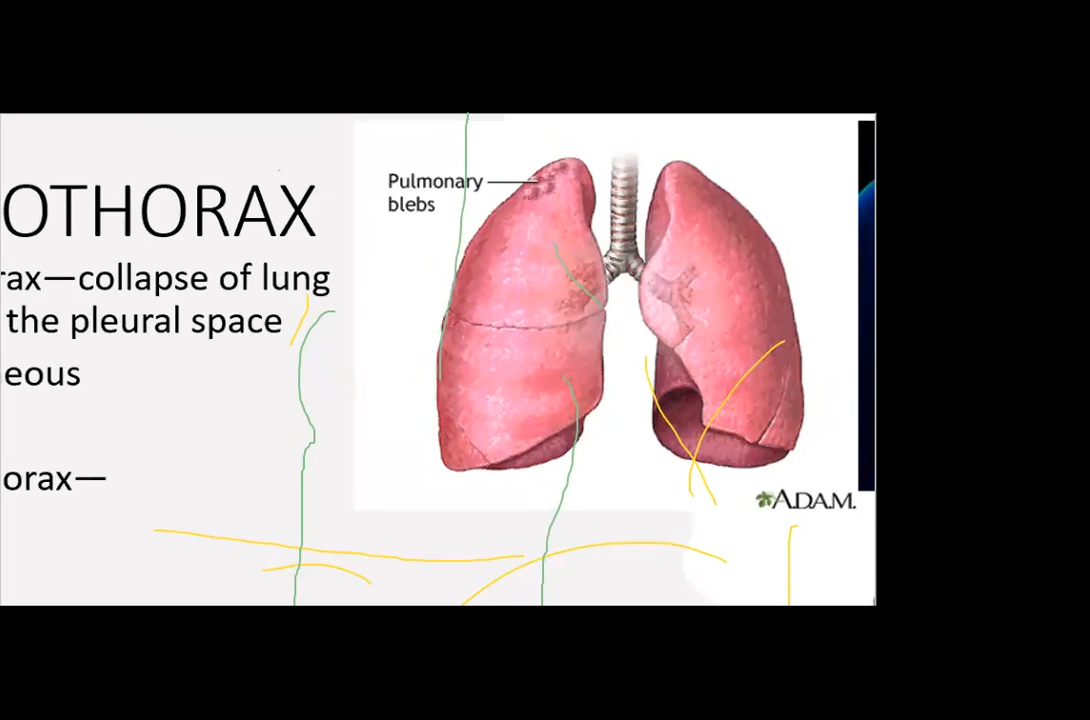 OTHORAX
rax—collapse of lung
the pleural space
eous
orax—
Pulmonary
blebs
A.D.A.M.